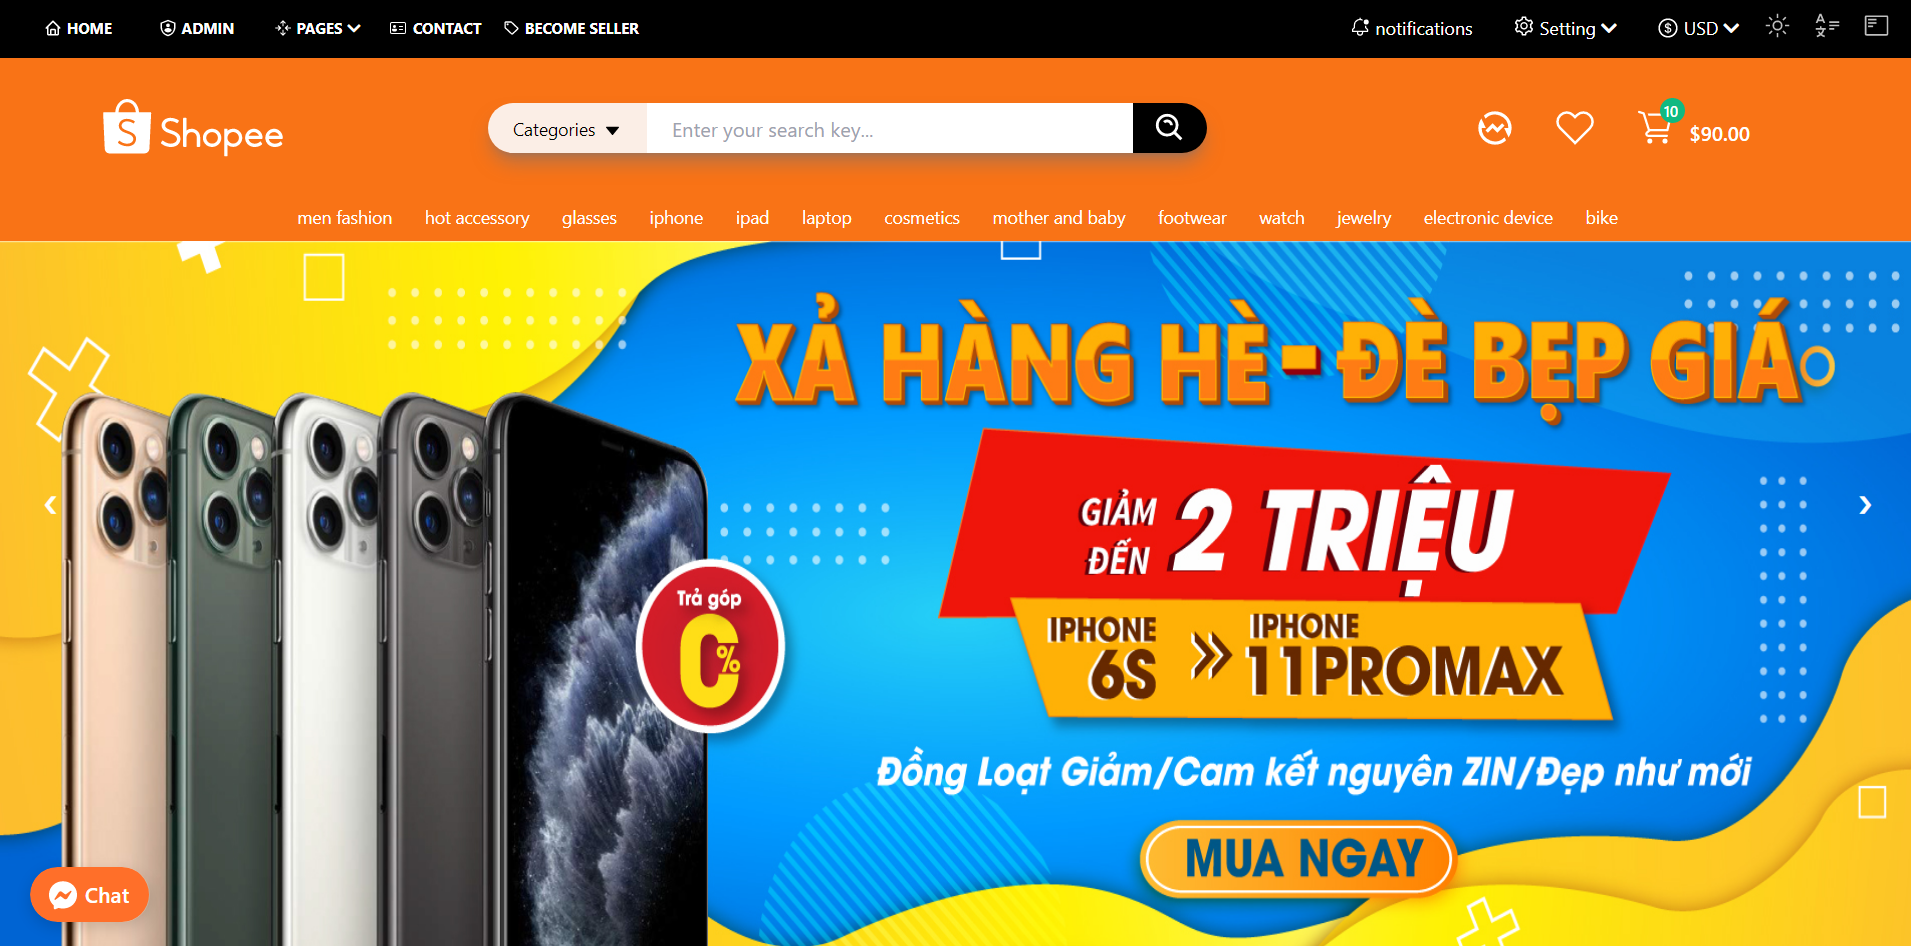 HOME ADMIN PAGES CONTACT BECOME SELLER notifications Setting USD
S Shopee Categories Enter your search key... 10 $90.00
men fashion hot accessory glasses iphone ipad laptop cosmetics mother and baby footwear watch jewelry electronic device bike
XẢ HÀNG HÈ - ĐÈ BẸP GIÁ
GIẢM
ĐẾN
2 TRIỆU
Trả góp
0%
IPHONE
6S
IPHONE
11PROMAX
Đồng Loạt Giảm/Cam kết nguyên ZIN/Đẹp như mới
MUA NGAY
Chat